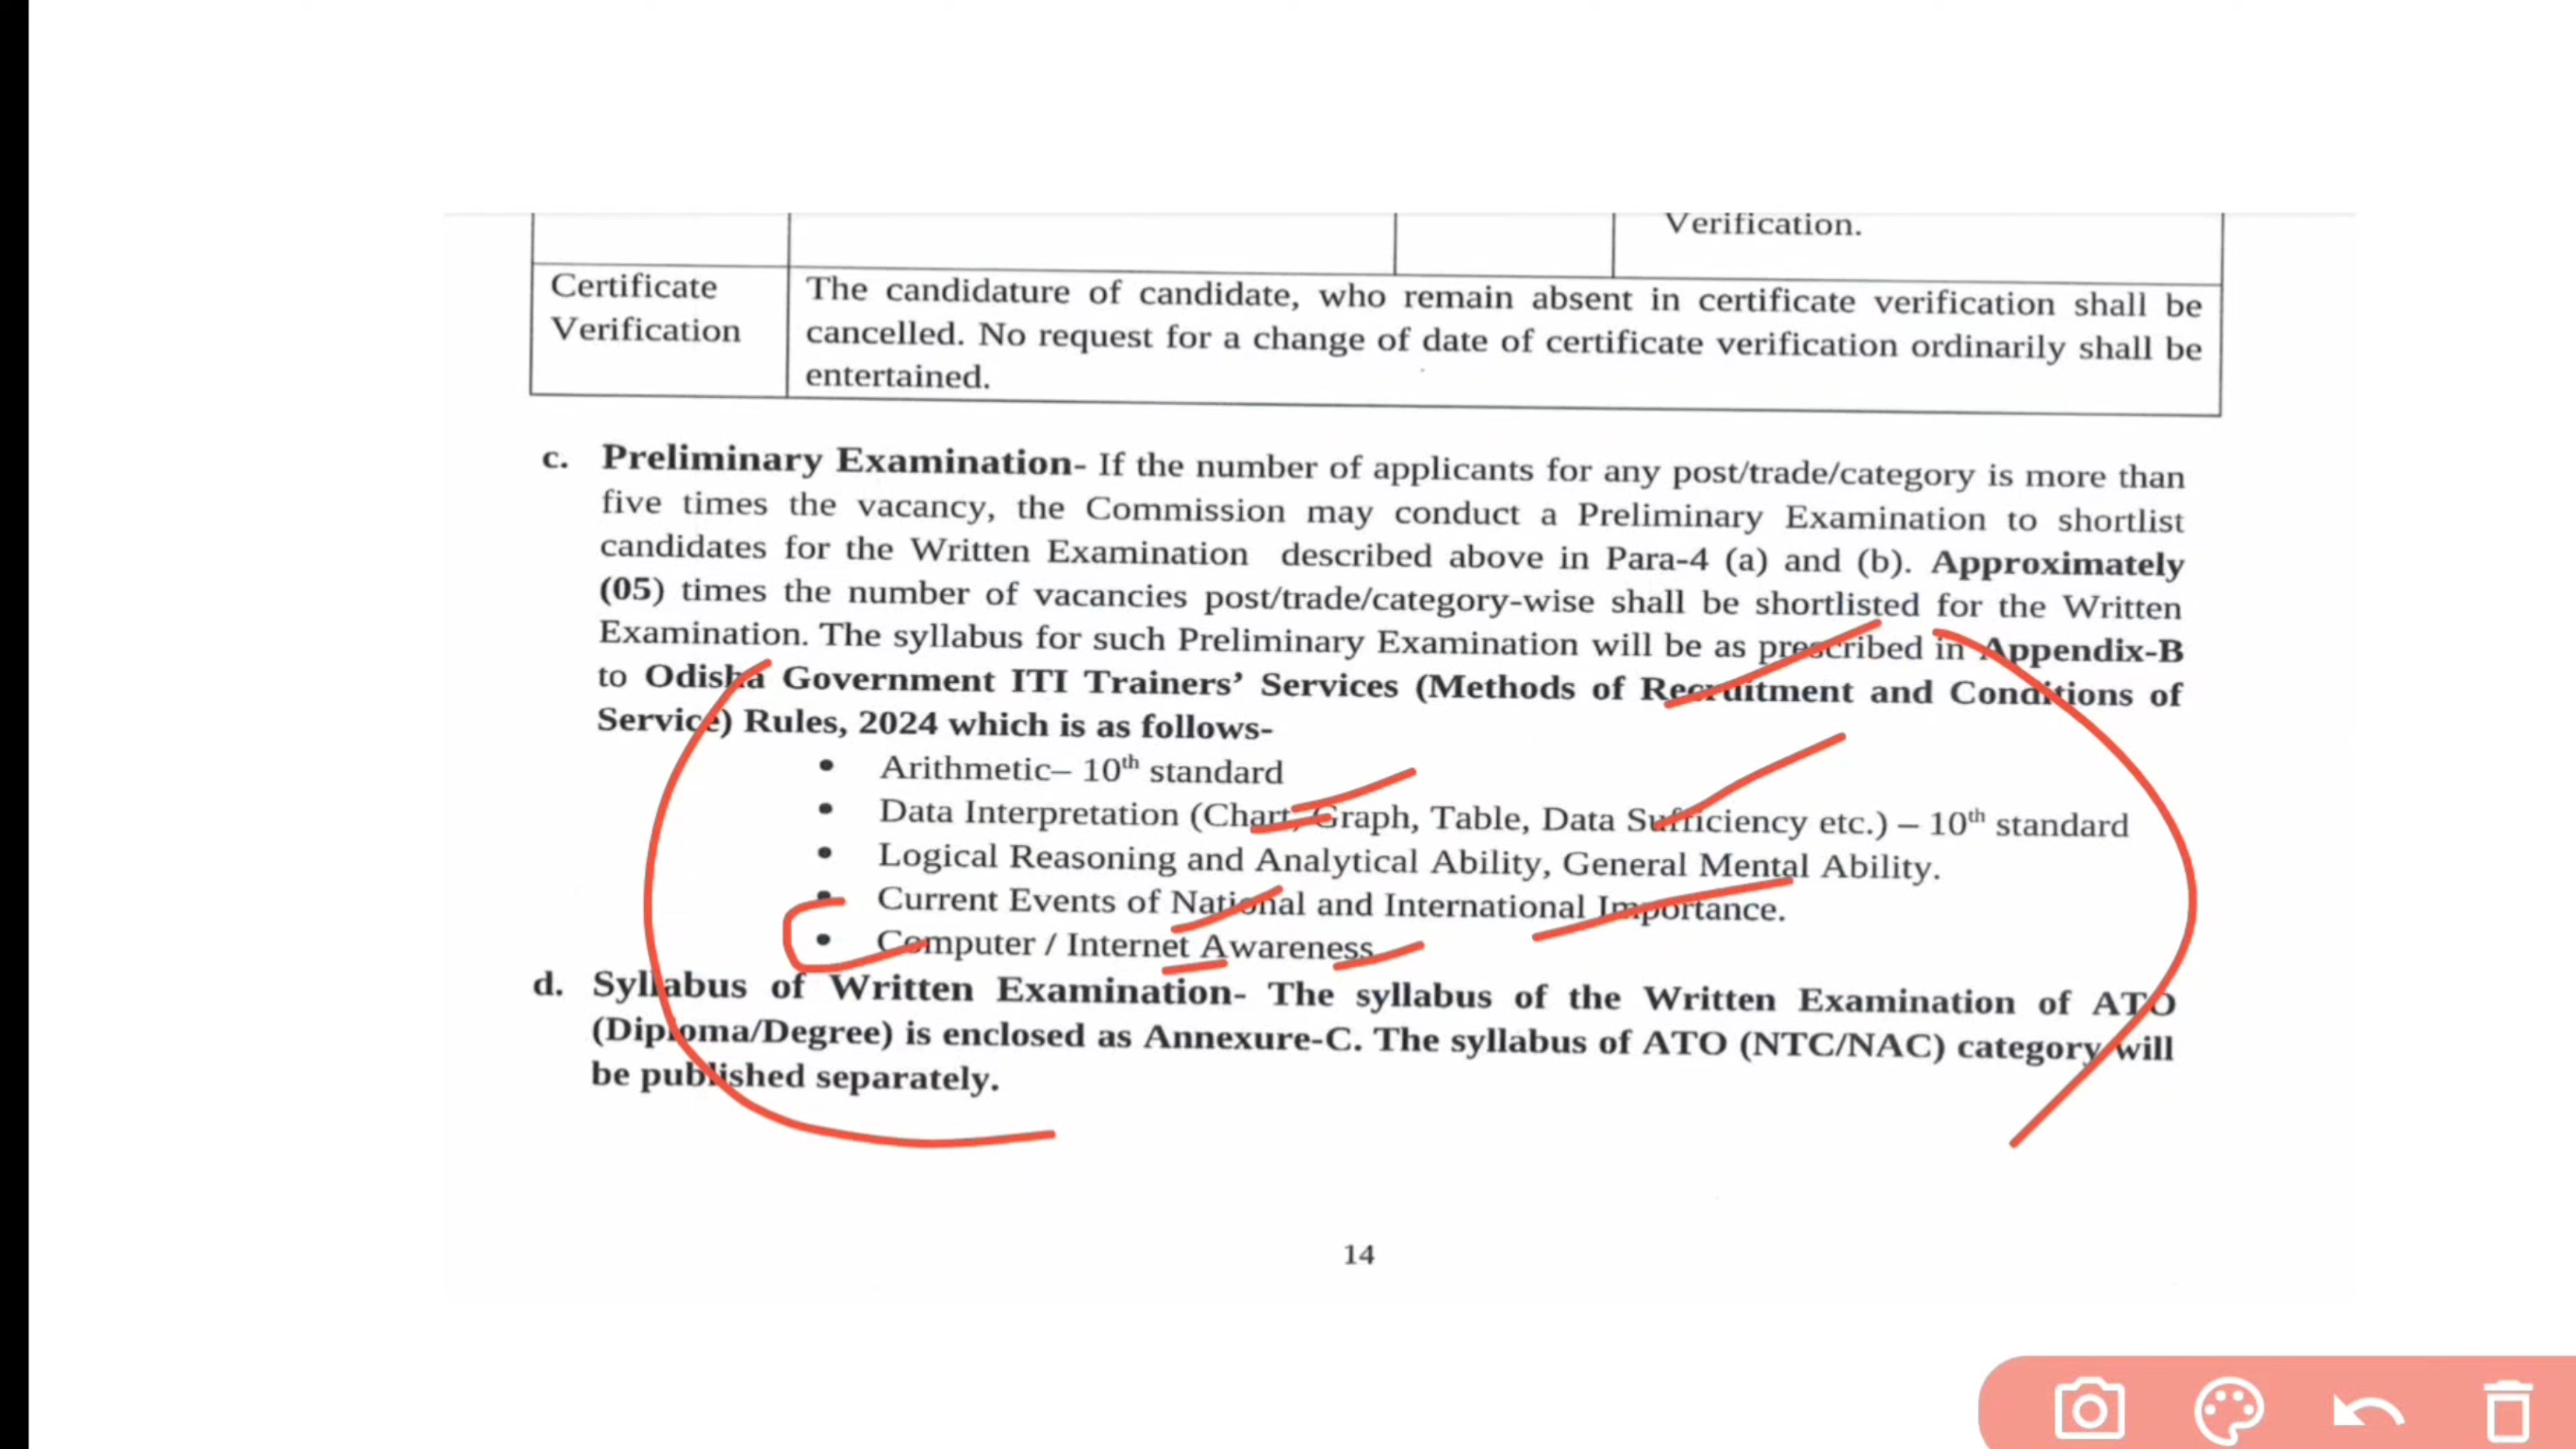 Verification.
Certificate
Verification
The candidature of candidate, who remain absent in certificate verification shall be
cancelled. No request for a change of date of certificate verification ordinarily shall be
entertained.
c. Preliminary Examination- If the number of applicants for any post/trade/category is more than
five times the vacancy, the Commission may conduct a Preliminary Examination to shortlist
candidates for the Written Examination described above in Para-4 (a) and (b). Approximately
(05) times the number of vacancies post/trade/category-wise shall be shortlisted for the Written
Examination. The syllabus for such Preliminary Examination will be as prescribed in Appendix-B
to Odisha Government ITI Trainers’ Services (Methods of Recruitment and Conditions of
Service) Rules, 2024 which is as follows-
• Arithmetic– 10th standard
• Data Interpretation (Chart, Graph, Table, Data Sufficiency etc.) – 10th standard
• Logical Reasoning and Analytical Ability, General Mental Ability.
• Current Events of National and International Importance.
• Computer / Internet Awareness
d. Syllabus of Written Examination- The syllabus of the Written Examination of ATO
(Diploma/Degree) is enclosed as Annexure-C. The syllabus of ATO (NTC/NAC) category will
be published separately.
14